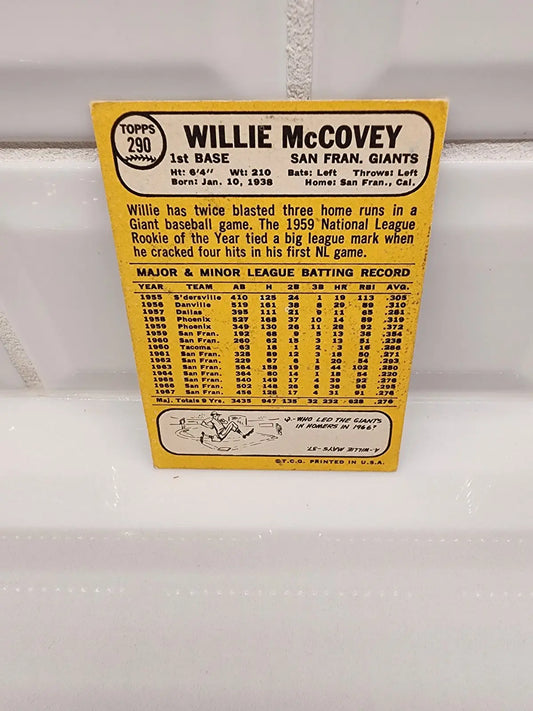 TOPPS
290
WILLIE McCOVEY
1st BASE SAN FRAN. GIANTS
Ht: 6'4" Wt: 210 Bats: Left Throws: Left
Born: Jan. 10, 1938 Home: San Fran., Cal.
Willie has twice blasted three home runs in a
Giant baseball game. The 1959 National League
Rookie of the Year tied a big league mark when
he cracked four hits in his first NL game.
MAJOR & MINOR LEAGUE BATTING RECORD
YEAR TEAM AB H 2B 3B HR RBI AVG.
1955 S'dersville 410 125 24 1 19 113 .305
1956 Danville 519 161 38 8 29 89 .310
1957 Dallas 395 111 21 9 11 65 .281
1958 Phoenix 527 168 37 10 14 89 .319
1959 Phoenix 349 130 26 11 29 92 .372
1959 San Fran. 192 68 9 5 13 38 .354
1960 San Fran. 260 62 15 3 13 51 .238
1960 Tacoma 63 18 1 2 3 16 .286
1961 San Fran. 328 89 12 3 18 50 .271
1962 San Fran. 229 67 6 1 20 54 .293
1963 San Fran. 564 158 19 5 44 102 .280
1964 San Fran. 364 80 14 1 18 54 .220
1965 San Fran. 540 149 17 4 39 92 .276
1966 San Fran. 502 148 26 6 36 96 .295
1967 San Fran. 456 126 17 4 31 91 .276
Maj. Totals 9 Yrs. 3435 947 135 32 232 628 .276
Q-WHO LED THE GIANTS
IN HOMERS IN 1966?
A-WILLIE MAYS-37.
©T.C.G. PRINTED IN U.S.A.